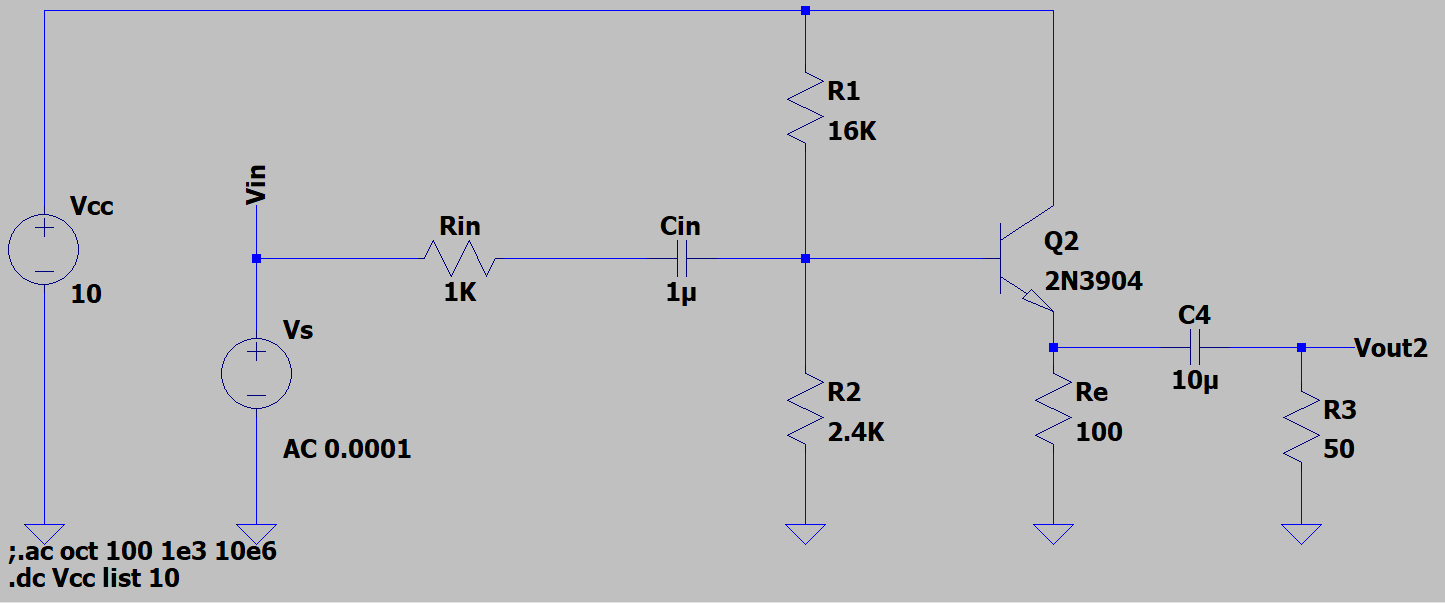 R1
16K
Vin
Vcc
10
Rin
1K
Cin
1µ
Q2
2N3904
Vs
AC 0.0001
C4
10µ
Vout2
R2
2.4K
Re
100
R3
50
;.ac oct 100 1e3 10e6
.dc Vcc list 10